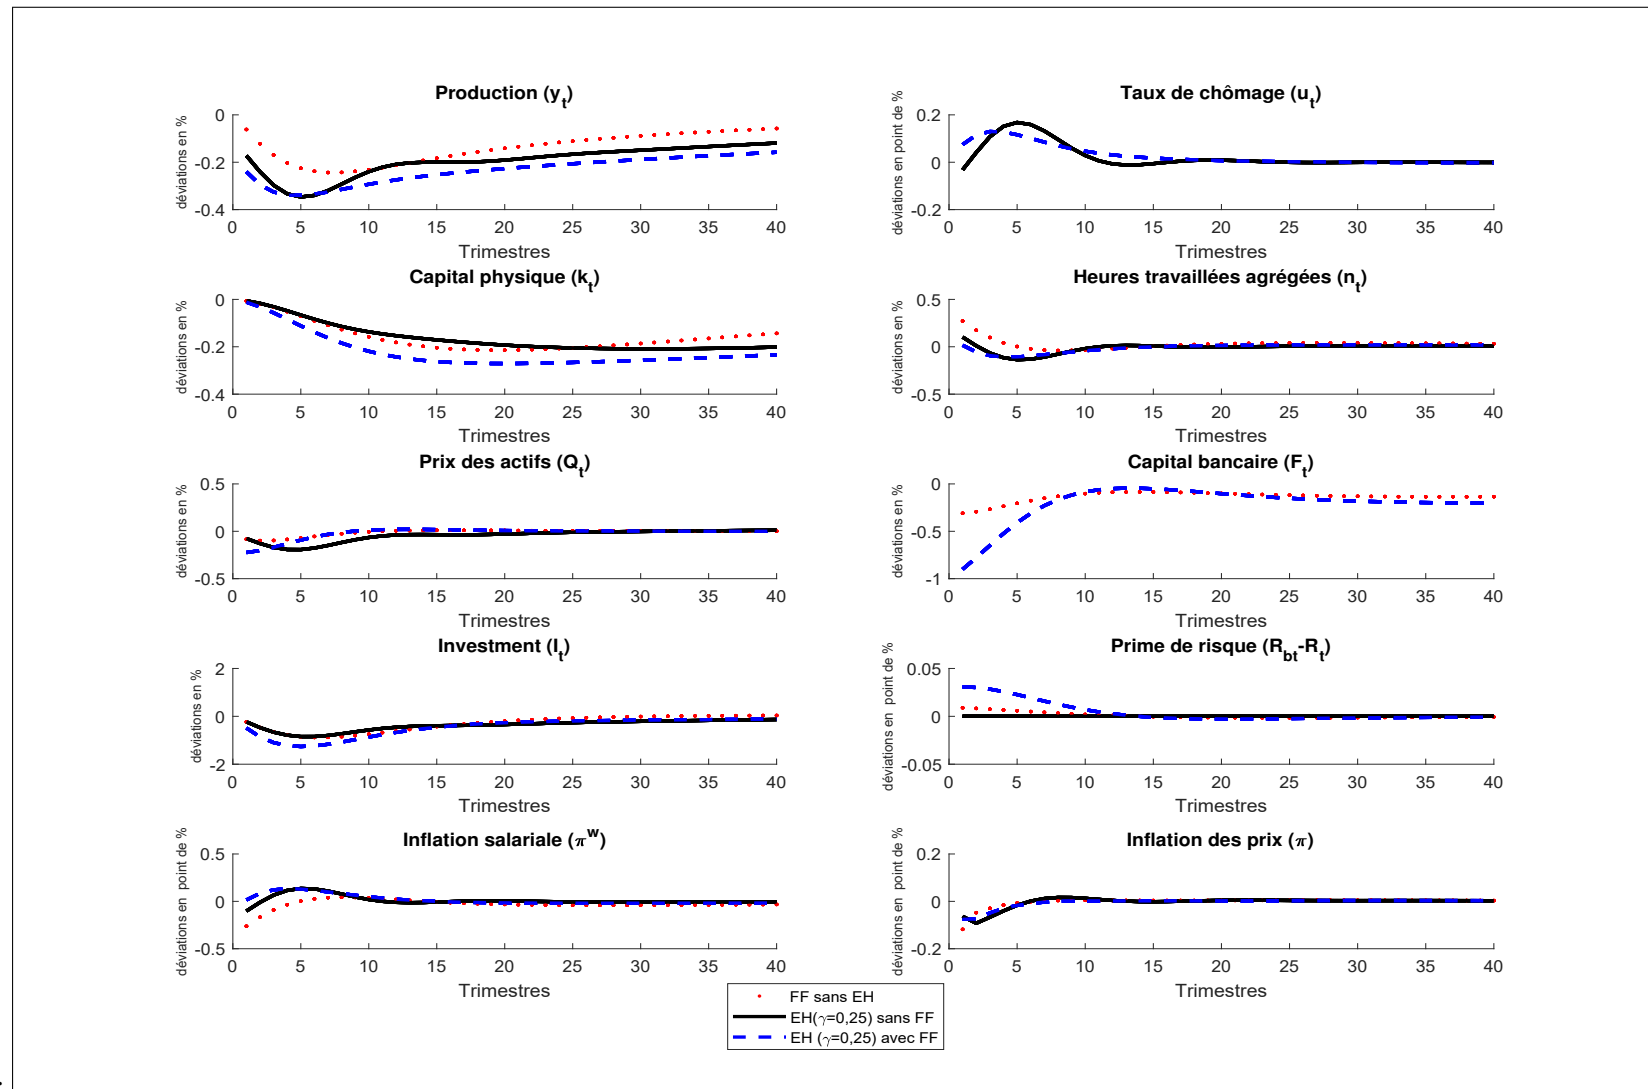 Production (y_t)
déviations en %
0
-0.2
-0.4
0 5 10 15 20 25 30 35 40
Trimestres
Taux de chômage (u_t)
déviations en point de %
0.2
0
-0.2
0 5 10 15 20 25 30 35 40
Trimestres
Capital physique (k_t)
déviations en %
0
-0.2
-0.4
0 5 10 15 20 25 30 35 40
Trimestres
Heures travaillées agrégées (n_t)
déviations en %
0.5
0
-0.5
0 5 10 15 20 25 30 35 40
Trimestres
Prix des actifs (Q_t)
déviations en %
0.5
0
-0.5
0 5 10 15 20 25 30 35 40
Trimestres
Capital bancaire (F_t)
déviations en %
0
-0.5
-1
0 5 10 15 20 25 30 35 40
Trimestres
Investment (I_t)
déviations en %
2
0
-2
0 5 10 15 20 25 30 35 40
Trimestres
Prime de risque (R_bt-R_t)
déviations en point de %
0.05
0
-0.05
0 5 10 15 20 25 30 35 40
Trimestres
Inflation salariale (π^w)
déviations en point de %
0.5
0
-0.5
0 5 10 15 20 25 30 35 40
Trimestres
Inflation des prix (π)
déviations en point de %
0.2
0
-0.2
0 5 10 15 20 25 30 35 40
Trimestres
FF sans EH
EH(γ=0,25) sans FF
EH (γ=0,25) avec FF